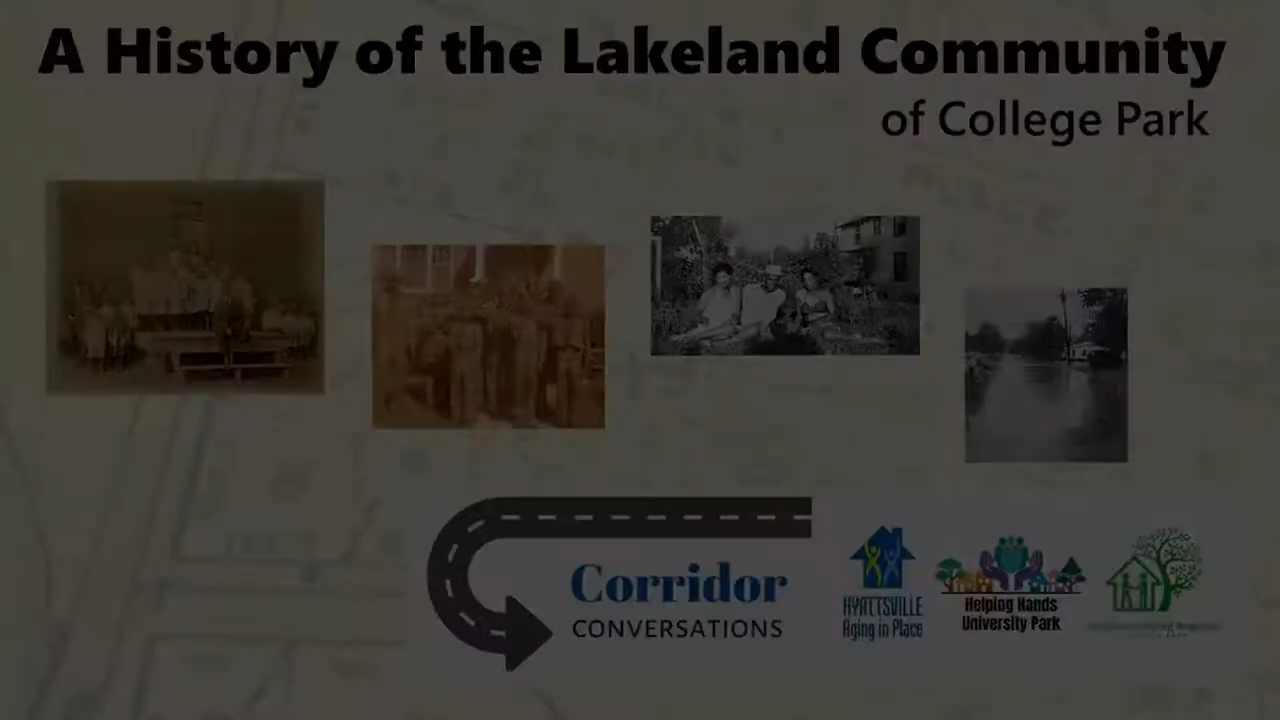 A History of the Lakeland Community
of College Park
Corridor
CONVERSATIONS
HYATTSVILLE
Aging in Place
Helping Hands
University Park